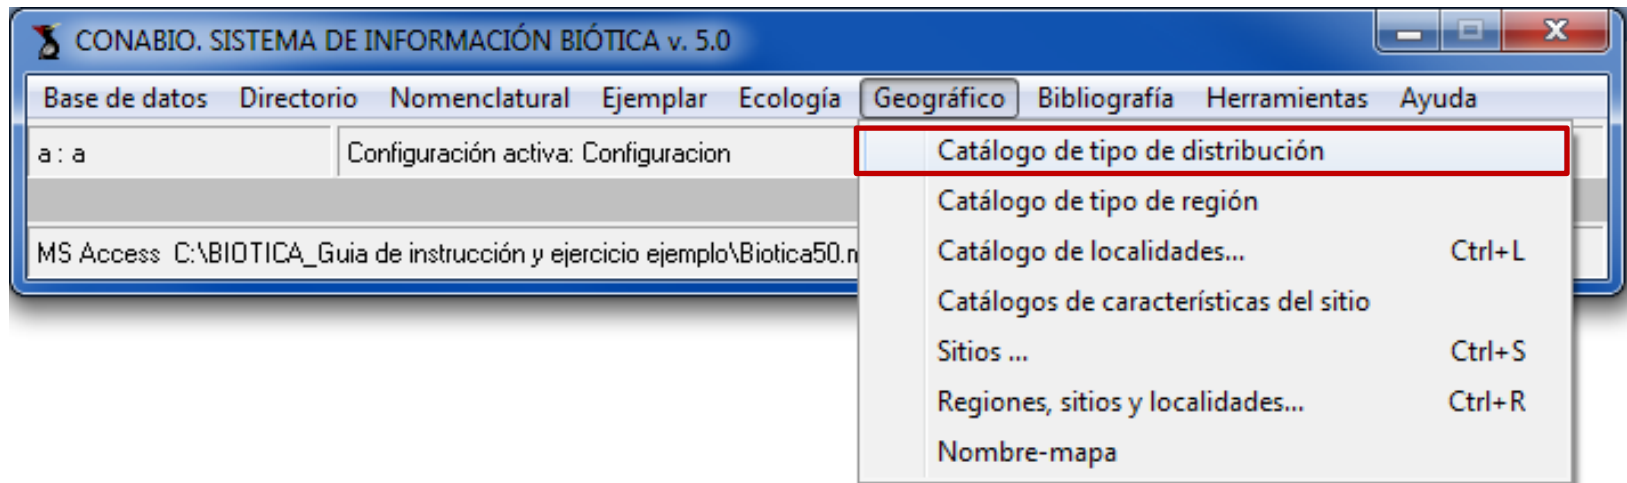 CONABIO. SISTEMA DE INFORMACIÓN BIÓTICA v. 5.0
Base de datos Directorio Nomenclatural Ejemplar Ecología Geográfico Bibliografía Herramientas Ayuda
a : a Configuración activa: Configuracion
Catálogo de tipo de distribución
Catálogo de tipo de región
MS Access C:\BIOTICA_Guia de instrucción y ejercicio ejemplo\Biotica50.m
Catálogo de localidades... Ctrl+L
Catálogos de características del sitio
Sitios ... Ctrl+S
Regiones, sitios y localidades... Ctrl+R
Nombre-mapa